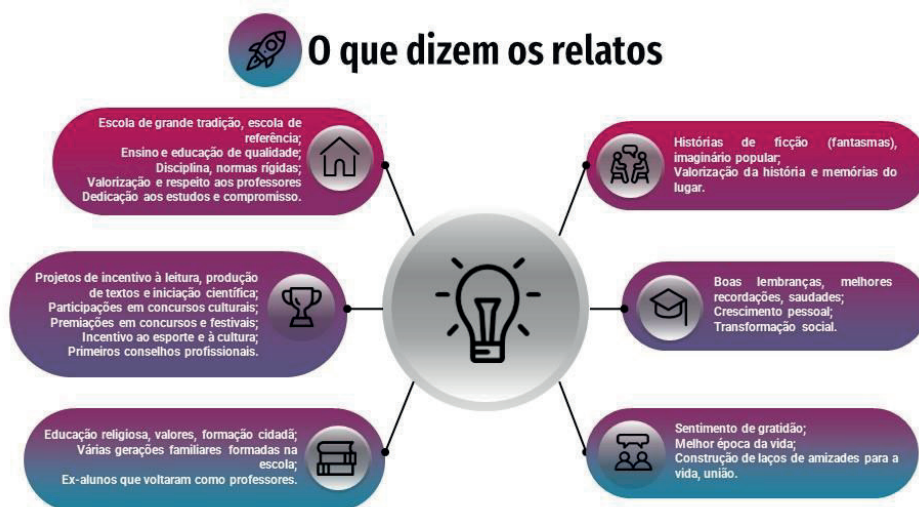 O que dizem os relatos
Escola de grande tradição, escola de
referência;
Ensino e educação de qualidade;
Disciplina, normas rígidas;
Valorização e respeito aos professores
Dedicação aos estudos e compromisso.
Projetos de incentivo à leitura, produção
de textos e iniciação científica;
Participações em concursos culturais;
Premiações em concursos e festivais;
Incentivo ao esporte e à cultura;
Primeiros conselhos profissionais.
Educação religiosa, valores, formação cidadã;
Várias gerações familiares formadas na
escola;
Ex-alunos que voltaram como professores.
Histórias de ficção (fantasmas),
imaginário popular;
Valorização da história e memórias do
lugar.
Boas lembranças, melhores
recordações, saudades;
Crescimento pessoal;
Transformação social.
Sentimento de gratidão;
Melhor época da vida;
Construção de laços de amizades para a
vida, união.